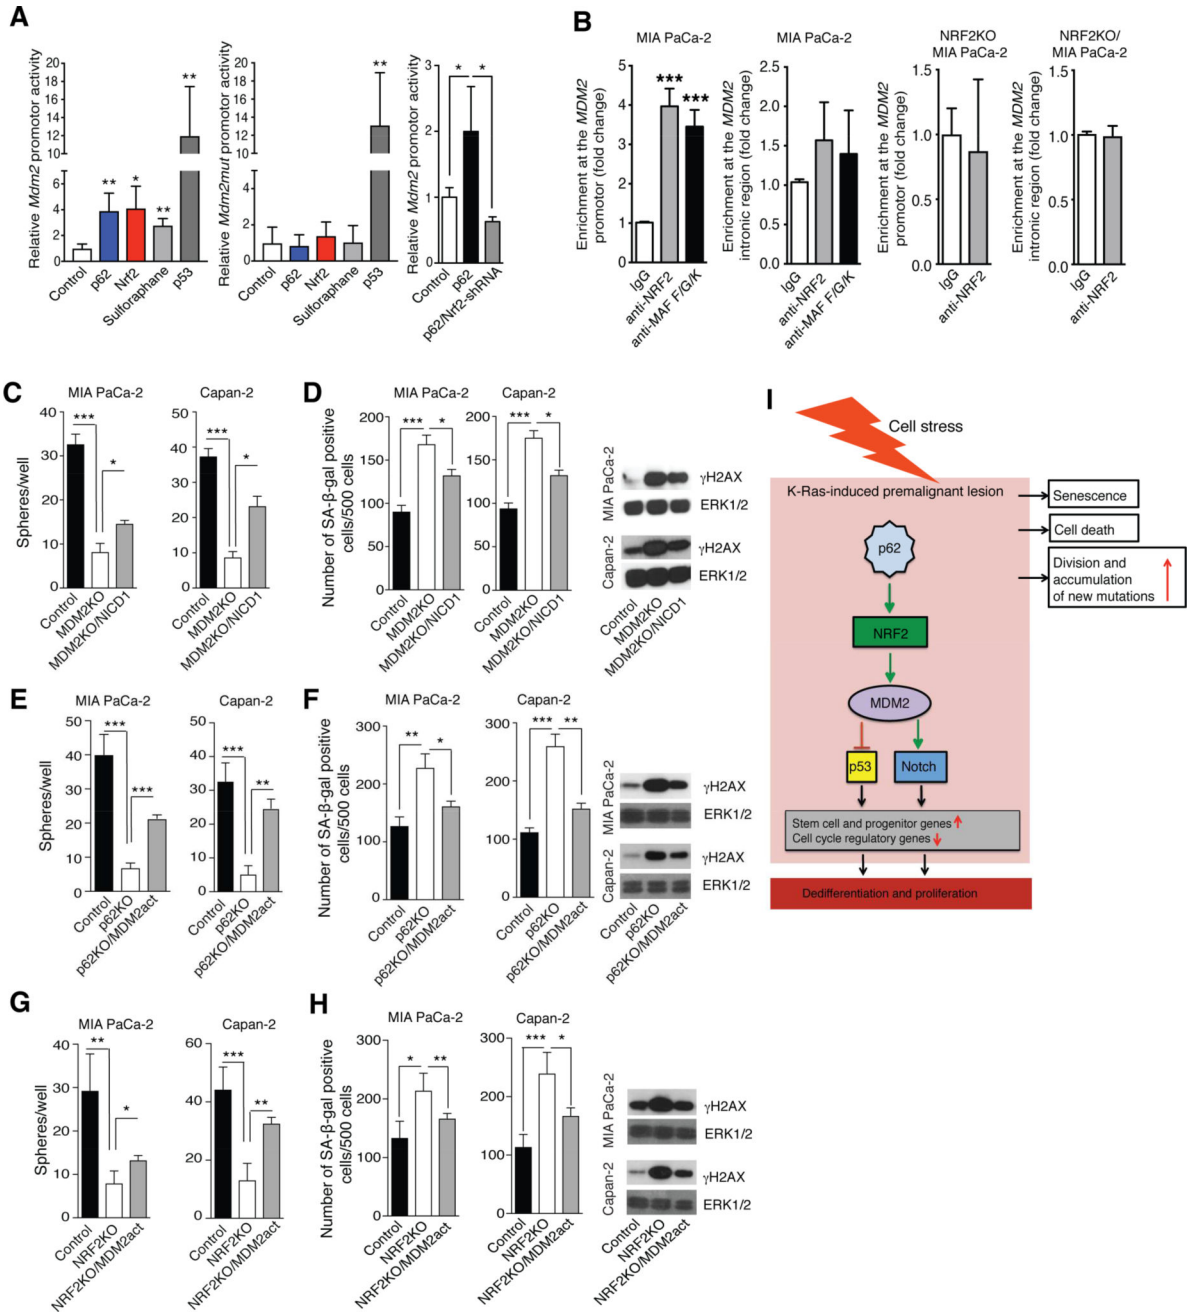 A
Relative Mdm2 promotor activity
20
18
16
14
12
10
6
4
2
0
**
*
**
**
Control
p62
Nrf2
Sulforaphane
p53
Relative Mdm2mut promotor activity
20
18
16
14
12
10
4
2
0
**
Control
p62
Nrf2
Sulforaphane
p53
Relative Mdm2 promotor activity
3
2
1
0
* *
Control
p62
p62/Nrf2-shRNA
B
MIA PaCa-2
Enrichment at the MDM2
promotor (fold change)
5
4
3
2
1
0
***
***
IgG
anti-NRF2
anti-MAF F/G/K
MIA PaCa-2
Enrichment at the MDM2
intronic region (fold change)
2.5
2.0
1.5
1.0
0.5
0.0
IgG
anti-NRF2
anti-MAF F/G/K
NRF2KO
MIA PaCa-2
Enrichment at the MDM2
promotor (fold change)
1.5
1.0
0.5
0.0
IgG
anti-NRF2
NRF2KO/
MIA PaCa-2
Enrichment at the MDM2
intronic region (fold change)
1.5
1.0
0.5
0.0
IgG
anti-NRF2
C
MIA PaCa-2
Spheres/well
40
30
20
10
0
***
*
Control
MDM2KO
MDM2KO/NICD1
Capan-2
50
40
30
20
10
0
***
*
Control
MDM2KO
MDM2KO/NICD1
D
MIA PaCa-2
Number of SA-β-gal positive
cells/500 cells
200
150
100
50
0
*** *
Control
MDM2KO
MDM2KO/NICD1
Capan-2
200
150
100
50
0
*** *
Control
MDM2KO
MDM2KO/NICD1
MIA PaCa-2
γH2AX
ERK1/2
Capan-2
γH2AX
ERK1/2
Control
MDM2KO
MDM2KO/NICD1
E
MIA PaCa-2
Spheres/well
50
40
30
20
10
0
***
***
Control
p62KO
p62KO/MDM2act
Capan-2
50
40
30
20
10
0
***
**
Control
p62KO
p62KO/MDM2act
F
MIA PaCa-2
Number of SA-β-gal positive
cells/500 cells
300
200
100
0
** *
Control
p62KO
p62KO/MDM2act
Capan-2
300
200
100
0
*** **
Control
p62KO
p62KO/MDM2act
MIA PaCa-2
γH2AX
ERK1/2
Capan-2
γH2AX
ERK1/2
Control
p62KO
p62KO/MDM2act
G
MIA PaCa-2
Spheres/well
40
30
20
10
0
**
*
Control
NRF2KO
NRF2KO/MDM2act
Capan-2
60
40
20
0
***
**
Control
NRF2KO
NRF2KO/MDM2act
H
MIA PaCa-2
Number of SA-β-gal positive
cells/500 cells
300
200
100
0
* **
Control
NRF2KO
NRF2KO/MDM2act
Capan-2
300
200
100
0
*** *
Control
NRF2KO
NRF2KO/MDM2act
MIA PaCa-2
γH2AX
ERK1/2
Capan-2
γH2AX
ERK1/2
Control
NRF2KO
NRF2KO/MDM2act
I
Cell stress
K-Ras-induced premalignant lesion
Senescence
Cell death
Division and
accumulation
of new mutations
p62
NRF2
MDM2
p53
Notch
Stem cell and progenitor genes
Cell cycle regulatory genes
Dedifferentiation and proliferation